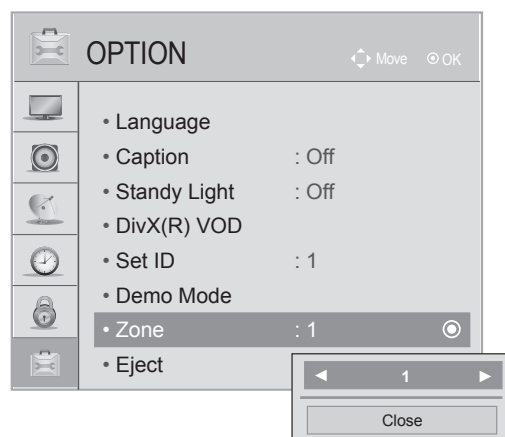 OPTION
Move OK
• Language
• Caption : Off
• Standy Light : Off
• DivX(R) VOD
• Set ID : 1
• Demo Mode
• Zone : 1
• Eject
◄ 1 ►
Close